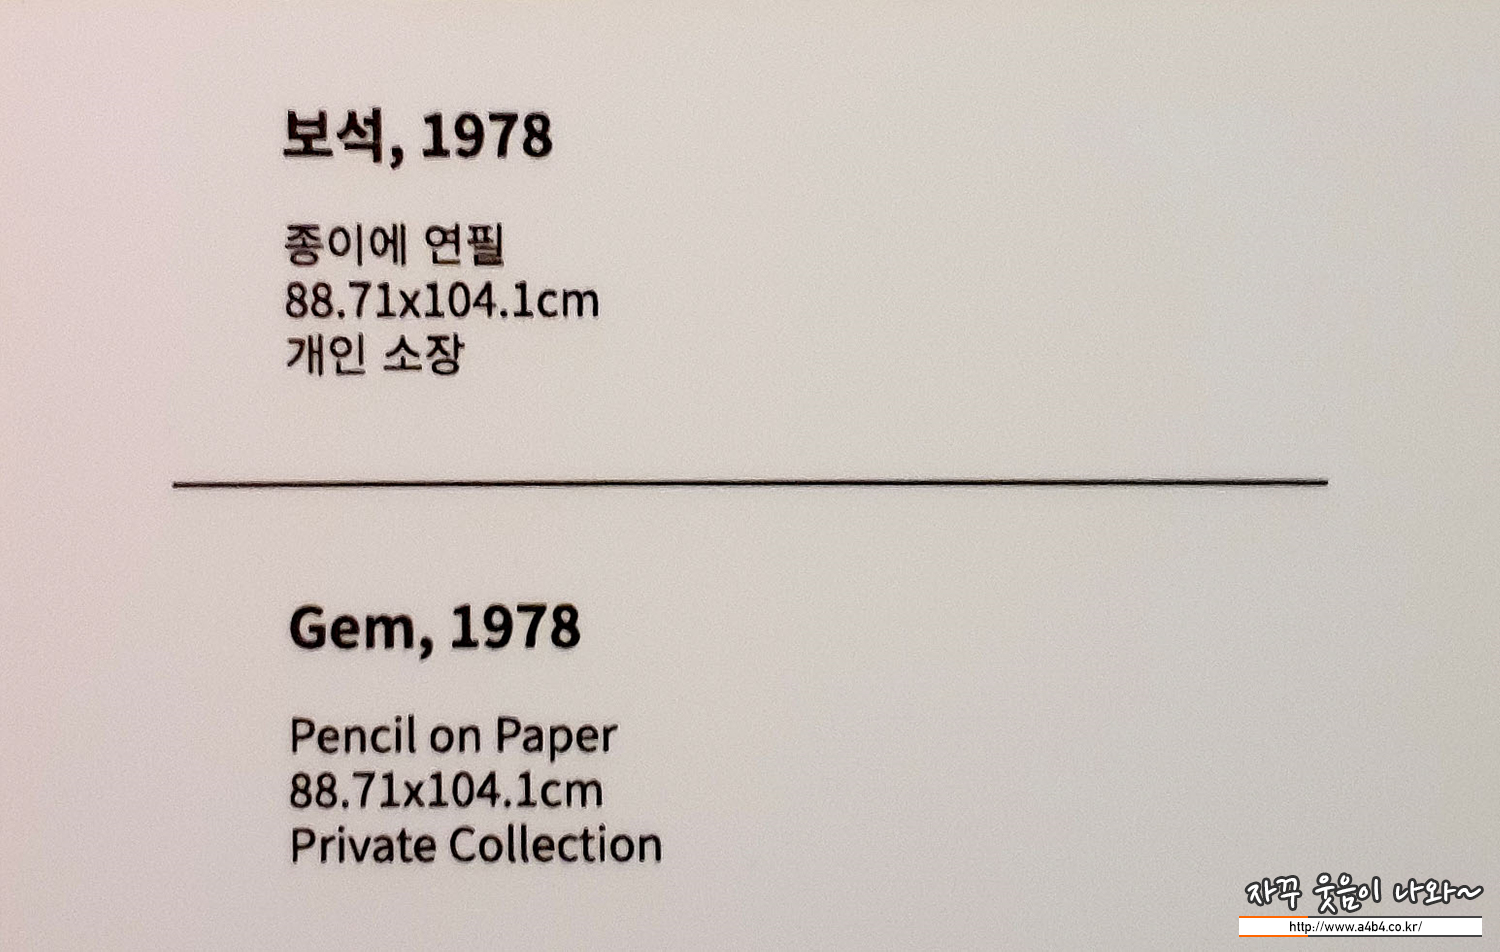 보석, 1978
종이에 연필
88.71x104.1cm
개인 소장
Gem, 1978
Pencil on Paper
88.71x104.1cm
Private Collection
자꾸 웃음이 나와~
http://www.a4b4.co.kr/